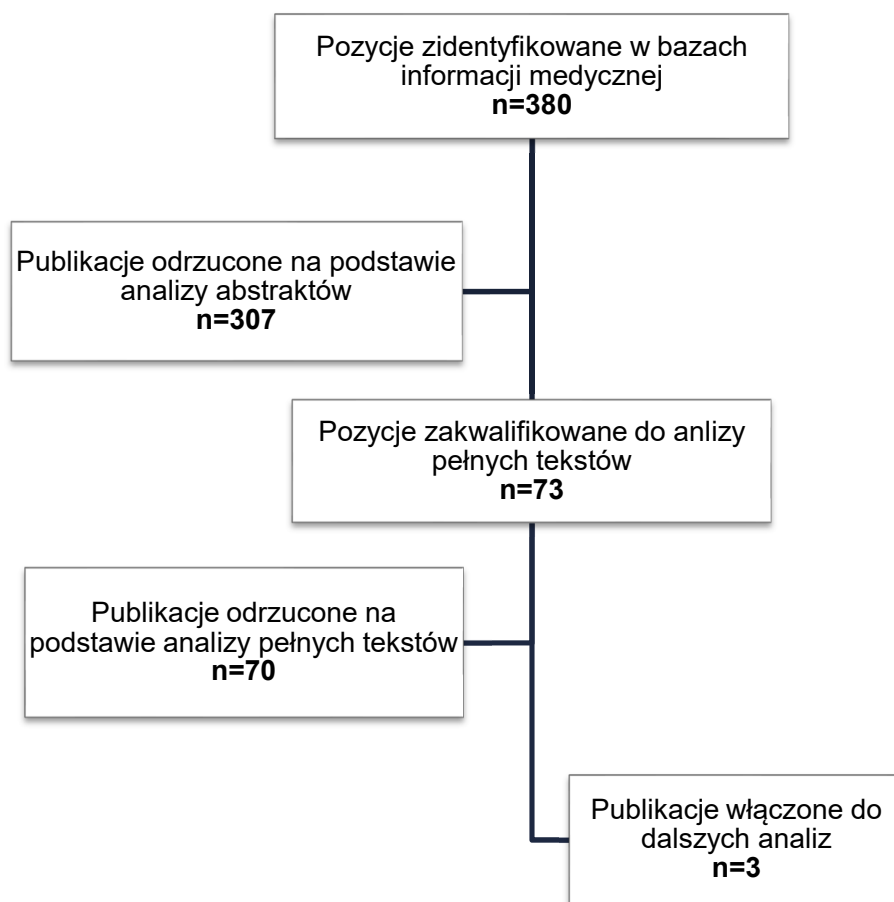 Pozycje zidentyfikowane w bazach
informacji medycznej
n=380
Publikacje odrzucone na podstawie
analizy abstraktów
n=307
Pozycje zakwalifikowane do anlizy
pełnych tekstów
n=73
Publikacje odrzucone na
podstawie analizy pełnych tekstów
n=70
Publikacje włączone do
dalszych analiz
n=3